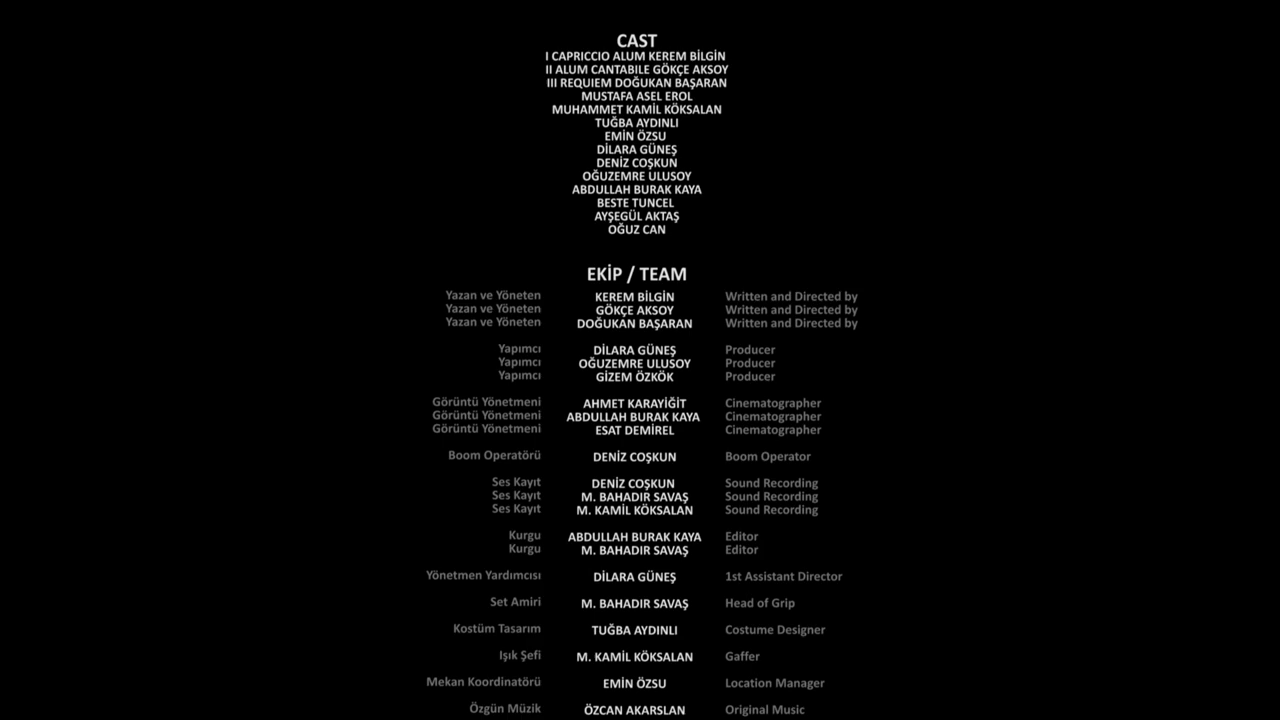 CAST
I CAPRICCIO ALUM KEREM BİLGİN
II ALUM CANTABILE GÖKÇE AKSOY
III REQUIEM DOĞUKAN BAŞARAN
MUSTAFA ASEL EROL
MUHAMMET KAMİL KÖKSALAN
TUĞBA AYDINLI
EMİN ÖZSU
DİLARA GÜNEŞ
DENİZ COŞKUN
OĞUZEMRE ULUSOY
ABDULLAH BURAK KAYA
BESTE TUNCEL
AYŞEGÜL AKTAŞ
OĞUZ CAN
EKİP / TEAM
Yazan ve Yöneten KEREM BİLGİN Written and Directed by
Yazan ve Yöneten GÖKÇE AKSOY Written and Directed by
Yazan ve Yöneten DOĞUKAN BAŞARAN Written and Directed by
Yapımcı DİLARA GÜNEŞ Producer
Yapımcı OĞUZEMRE ULUSOY Producer
Yapımcı GİZEM ÖZKÖK Producer
Görüntü Yönetmeni AHMET KARAYİĞİT Cinematographer
Görüntü Yönetmeni ABDULLAH BURAK KAYA Cinematographer
Görüntü Yönetmeni ESAT DEMİREL Cinematographer
Boom Operatörü DENİZ COŞKUN Boom Operator
Ses Kayıt DENİZ COŞKUN Sound Recording
Ses Kayıt M. BAHADIR SAVAŞ Sound Recording
Ses Kayıt M. KAMİL KÖKSALAN Sound Recording
Kurgu ABDULLAH BURAK KAYA Editor
Kurgu M. BAHADIR SAVAŞ Editor
Yönetmen Yardımcısı DİLARA GÜNEŞ 1st Assistant Director
Set Amiri M. BAHADIR SAVAŞ Head of Grip
Kostüm Tasarım TUĞBA AYDINLI Costume Designer
Işık Şefi M. KAMİL KÖKSALAN Gaffer
Mekan Koordinatörü EMİN ÖZSU Location Manager
Özgün Müzik ÖZCAN AKARSLAN Original Music